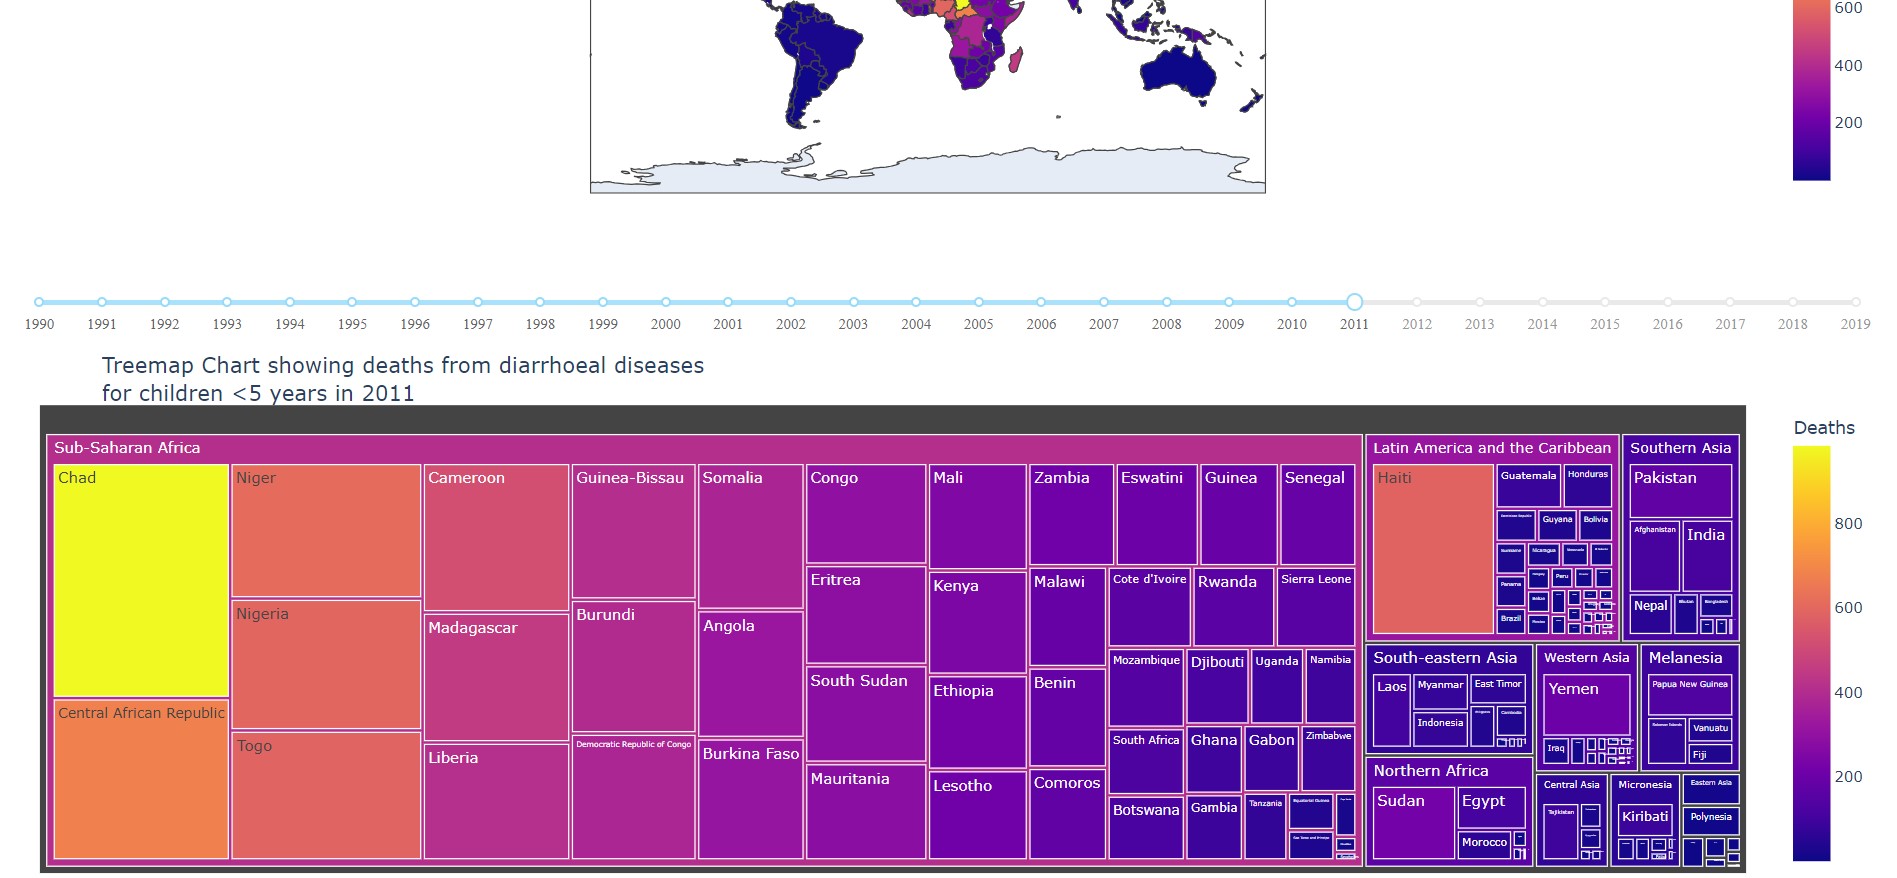 600
400
200
1990 1991 1992 1993 1994 1995 1996 1997 1998 1999 2000 2001 2002 2003 2004 2005 2006 2007 2008 2009 2010 2011 2012 2013 2014 2015 2016 2017 2018 2019
Treemap Chart showing deaths from diarrhoeal diseases
for children <5 years in 2011
Deaths
800
600
400
200
Sub-Saharan Africa
Chad
Central African Republic
Niger
Nigeria
Togo
Cameroon
Madagascar
Liberia
Guinea-Bissau
Burundi
Democratic Republic of Congo
Somalia
Angola
Burkina Faso
Congo
Eritrea
South Sudan
Mauritania
Mali
Kenya
Ethiopia
Lesotho
Zambia
Malawi
Benin
Comoros
Eswatini
Guinea
Senegal
Cote d'Ivoire
Rwanda
Sierra Leone
Mozambique
Djibouti
Uganda
Namibia
South Africa
Ghana
Gabon
Zimbabwe
Botswana
Gambia
Tanzania
Equatorial Guinea
Sao Tome and Principe
Latin America and the Caribbean
Haiti
Guatemala
Honduras
Dominican Republic
Guyana
Bolivia
Nicaragua
Panama
Peru
Brazil
Belize
Southern Asia
Pakistan
Afghanistan
India
Nepal
Bhutan
Bangladesh
South-eastern Asia
Laos
Myanmar
East Timor
Indonesia
Cambodia
Western Asia
Yemen
Iraq
Melanesia
Papua New Guinea
Solomon Islands
Vanuatu
Fiji
Northern Africa
Sudan
Egypt
Morocco
Central Asia
Tajikistan
Micronesia
Kiribati
Eastern Asia
Polynesia